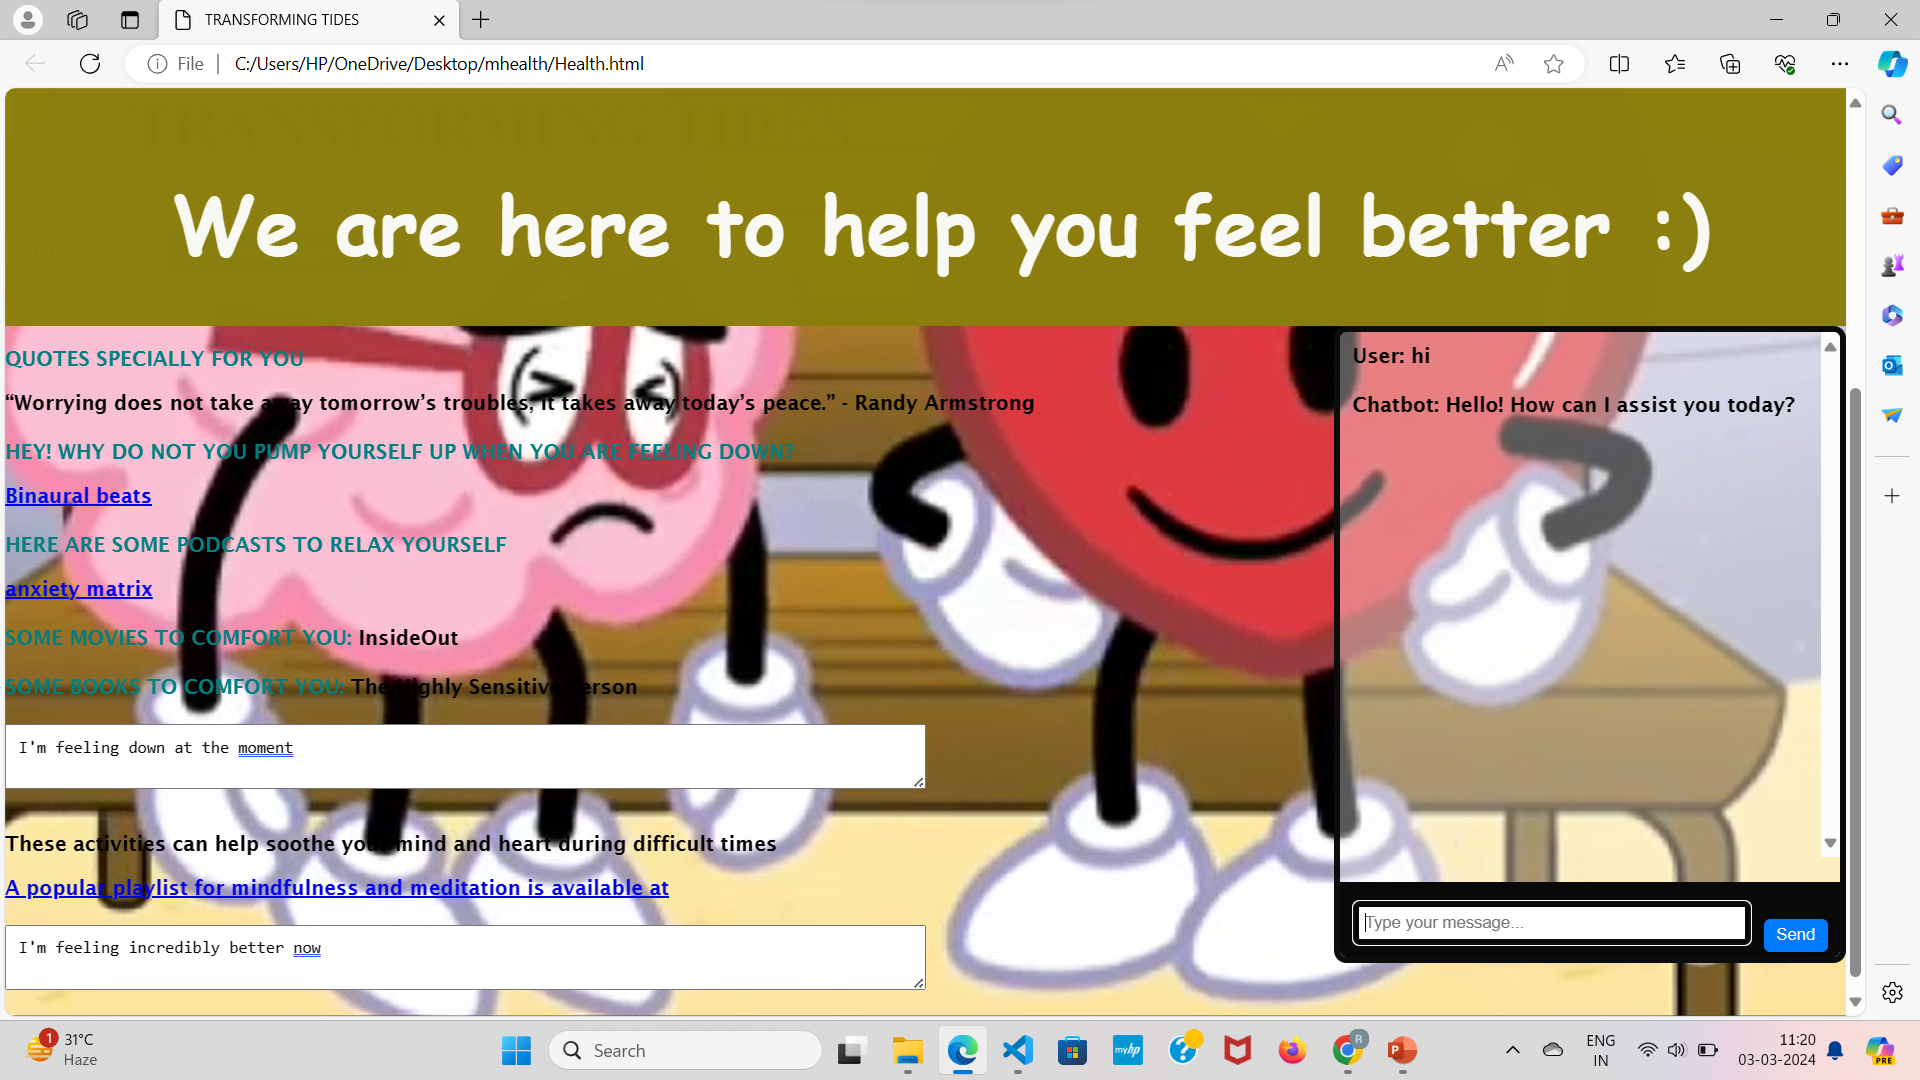 TRANSFORMING TIDES
File
C:/Users/HP/OneDrive/Desktop/mhealth/Health.html
TRANSFORMING TIDES
We are here to help you feel better :)
QUOTES SPECIALLY FOR YOU
“Worrying does not take away tomorrow’s troubles, it takes away today’s peace.” - Randy Armstrong
HEY! WHY DO NOT YOU PUMP YOURSELF UP WHEN YOU ARE FEELING DOWN?
Binaural beats
HERE ARE SOME PODCASTS TO RELAX YOURSELF
anxiety matrix
SOME MOVIES TO COMFORT YOU: InsideOut
SOME BOOKS TO COMFORT YOU: The Highly Sensitive Person
I'm feeling down at the moment
These activities can help soothe your mind and heart during difficult times
A popular playlist for mindfulness and meditation is available at
I'm feeling incredibly better now
User: hi
Chatbot: Hello! How can I assist you today?
Type your message...
Send
1
31°C
Haze
Search
myhp
R
P
ENG
IN
11:20
03-03-2024
PRE